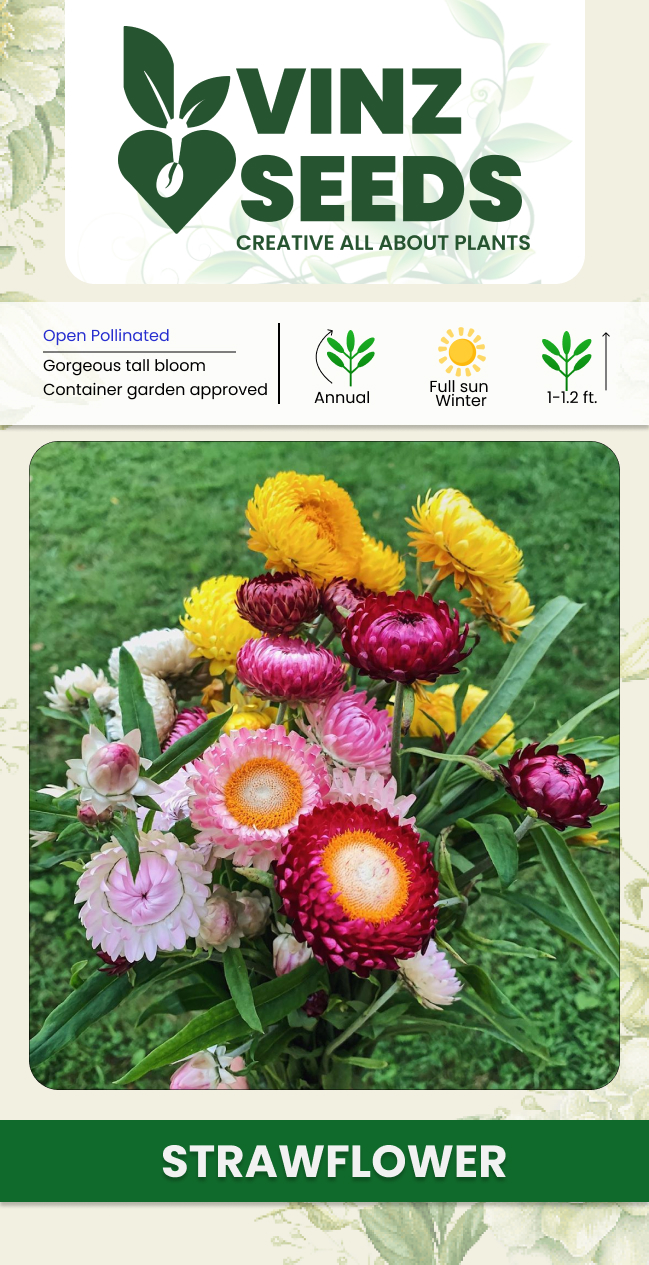 VINZ
SEEDS
CREATIVE ALL ABOUT PLANTS
Open Pollinated
Gorgeous tall bloom
Container garden approved
Annual
Full sun
Winter
1-1.2 ft.
STRAWFLOWER